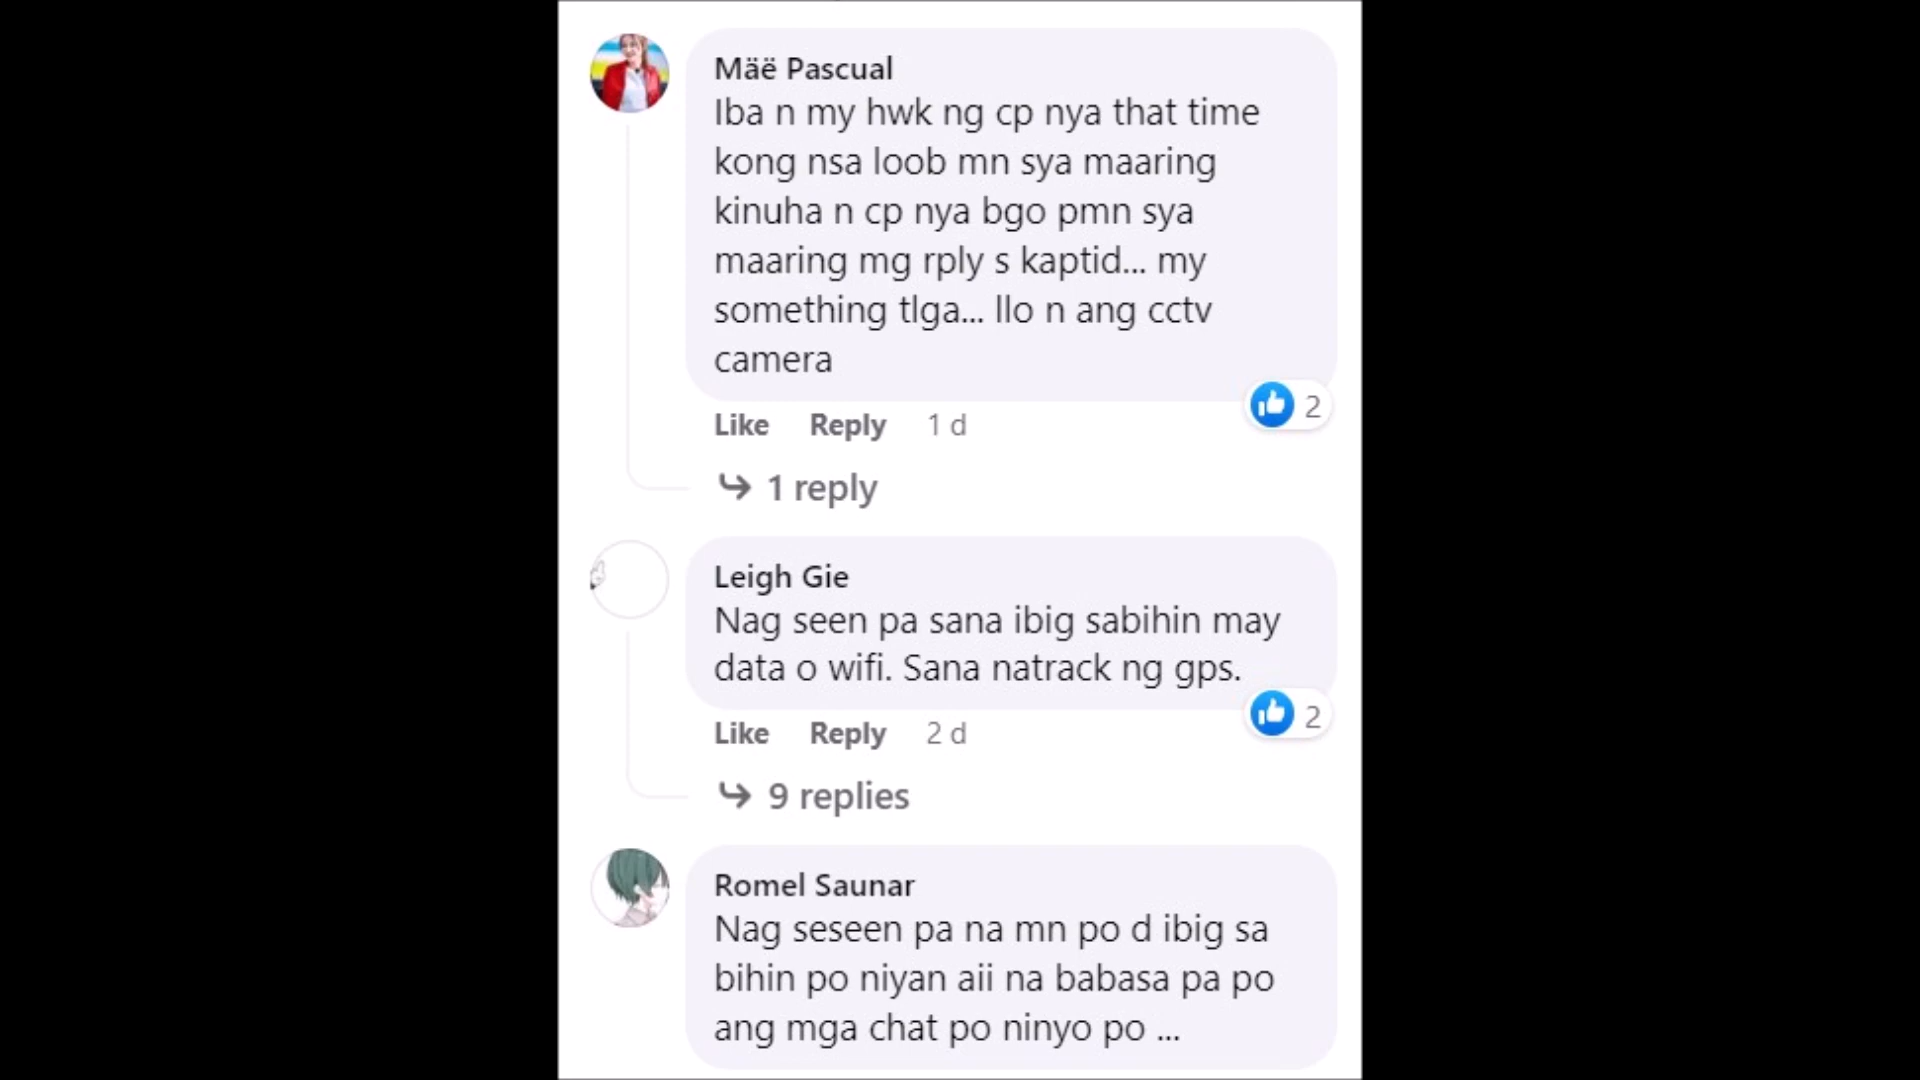 Mäë Pascual
Iba n my hwk ng cp nya that time
kong nsa loob mn sya maaring
kinuha n cp nya bgo pmn sya
maaring mg rply s kaptid... my
something tlga... llo n ang cctv
camera
2
Like Reply 1 d
1 reply
Leigh Gie
Nag seen pa sana ibig sabihin may
data o wifi. Sana natrack ng gps.
2
Like Reply 2 d
9 replies
Romel Saunar
Nag seseen pa na mn po d ibig sa
bihin po niyan aii na babasa pa po
ang mga chat po ninyo po ...